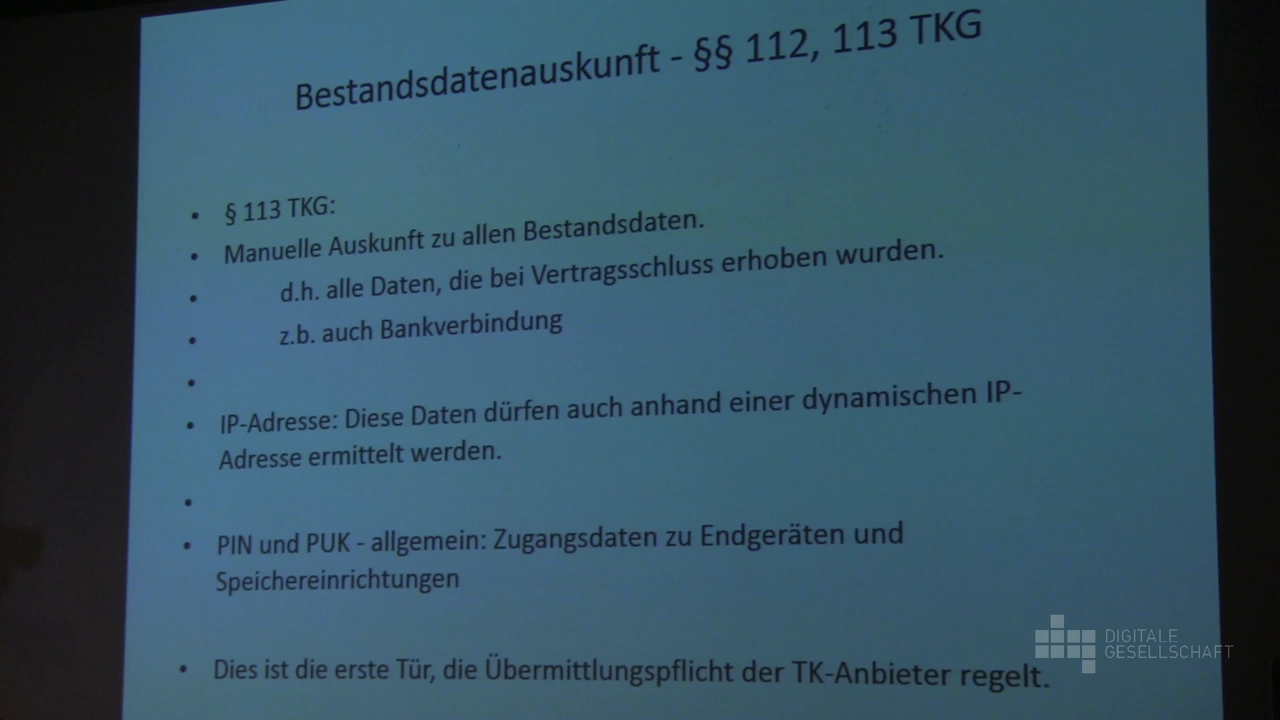 Bestandsdatenauskunft - §§ 112, 113 TKG
• § 113 TKG:
• Manuelle Auskunft zu allen Bestandsdaten.
• d.h. alle Daten, die bei Vertragsschluss erhoben wurden.
• z.b. auch Bankverbindung
•
• IP-Adresse: Diese Daten dürfen auch anhand einer dynamischen IP-
Adresse ermittelt werden.
•
• PIN und PUK - allgemein: Zugangsdaten zu Endgeräten und
Speichereinrichtungen
• Dies ist die erste Tür, die Übermittlungspflicht der TK-Anbieter regelt.
DIGITALE
GESELLSCHAFT